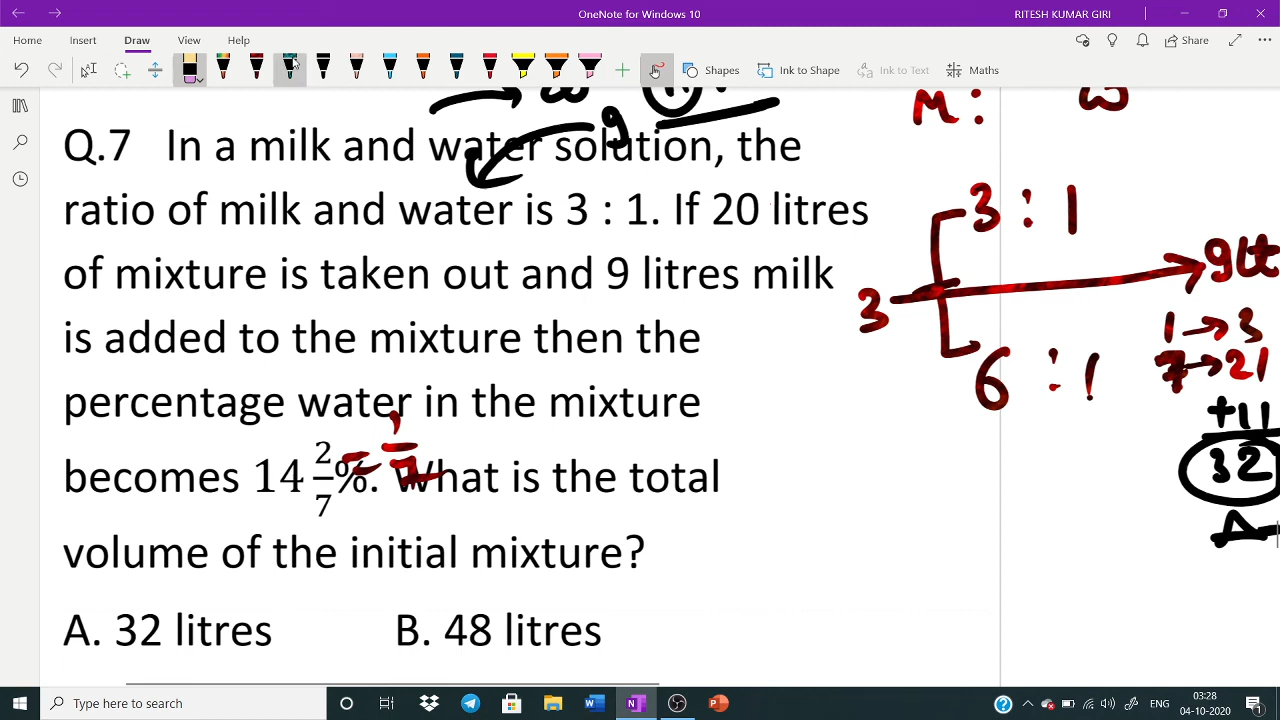 OneNote for Windows 10
RITESH KUMAR GIRI
Home Insert Draw View Help
Share
Shapes Ink to Shape Ink to Text Maths
M: W
Q.7 In a milk and water solution, the
ratio of milk and water is 3 : 1. If 20 litres
of mixture is taken out and 9 litres milk
is added to the mixture then the
percentage water in the mixture
becomes 14 2/7 %. What is the total
volume of the initial mixture?
A. 32 litres B. 48 litres
= 1/7
9
3 : 1
9lt
3
6 : 1
1 → 3
7 → 21
+11
32
Type here to search
ENG
03:28
04-10-2020